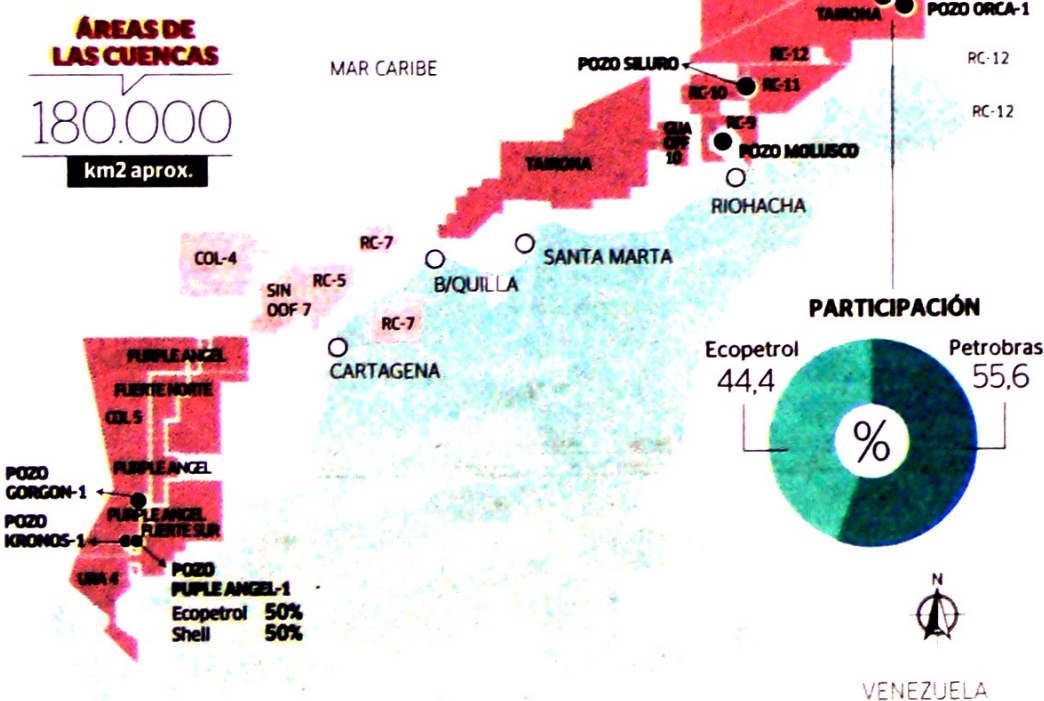 ÁREAS DE
LAS CUENCAS
180.000
km2 aprox.
MAR CARIBE
TAIRONA
POZO ORCA-1
RC-12
RC-12
RC-12
POZO SILURO
RC-10
RC-11
RC-9
GUA
OFF
10
POZO MOLUSCO
TAIRONA
RIOHACHA
COL-4
RC-7
SANTA MARTA
B/QUILLA
RC-5
SIN
OOF 7
RC-7
CARTAGENA
PURPLE ANGEL
FUERTE NORTE
COL 5
PURPLE ANGEL
POZO
GORGON-1
PURPLE ANGEL
FUERTE SUR
POZO
KRONOS-1
URA 4
POZO
PUPLE ANGEL-1
Ecopetrol 50%
Shell 50%
PARTICIPACIÓN
Ecopetrol
44,4
Petrobras
55,6
%
N
VENEZUELA